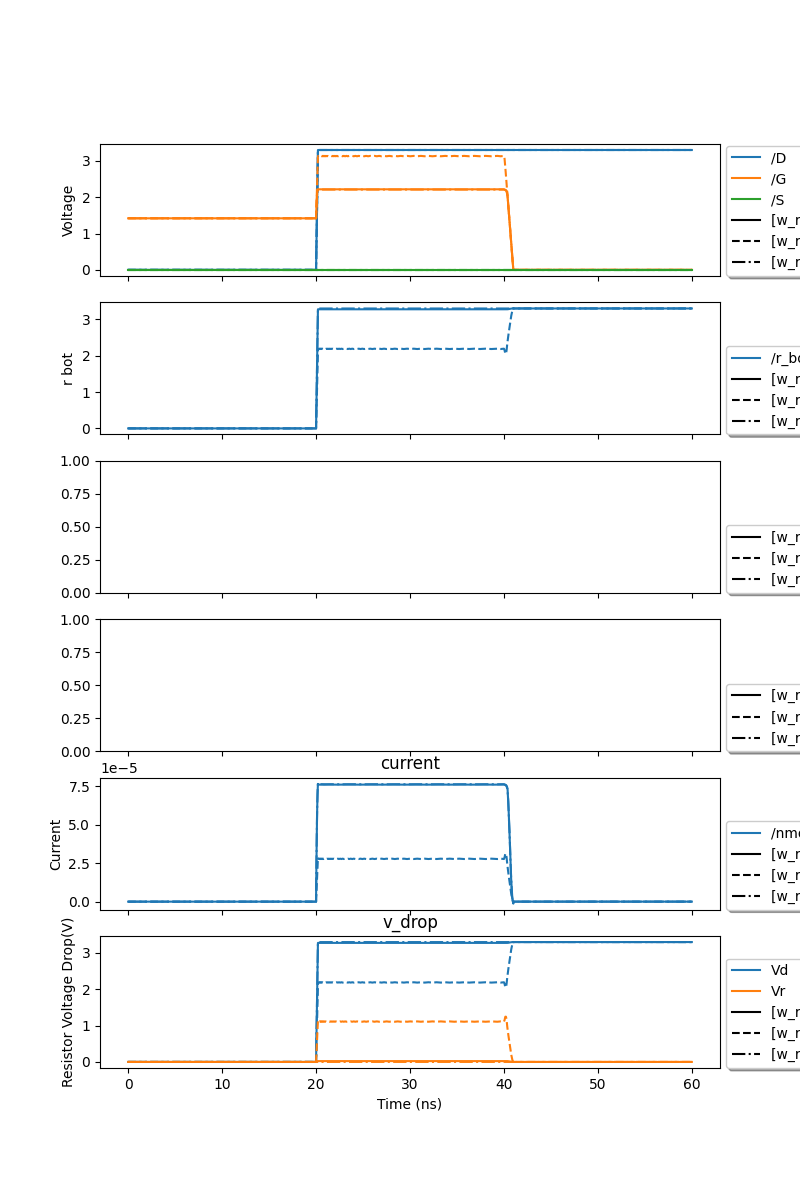 3
2
1
0
Voltage
/D
/G
/S
[w_r
[w_r
[w_r
3
2
1
0
r bot
/r_bo
[w_r
[w_r
[w_r
1.00
0.75
0.50
0.25
0.00
[w_r
[w_r
[w_r
1.00
0.75
0.50
0.25
0.00
[w_r
[w_r
[w_r
current
1e−5
7.5
5.0
2.5
0.0
Current
/nmo
[w_r
[w_r
[w_r
v_drop
3
2
1
0
Resistor Voltage Drop(V)
Vd
Vr
[w_r
[w_r
[w_r
0 10 20 30 40 50 60
Time (ns)